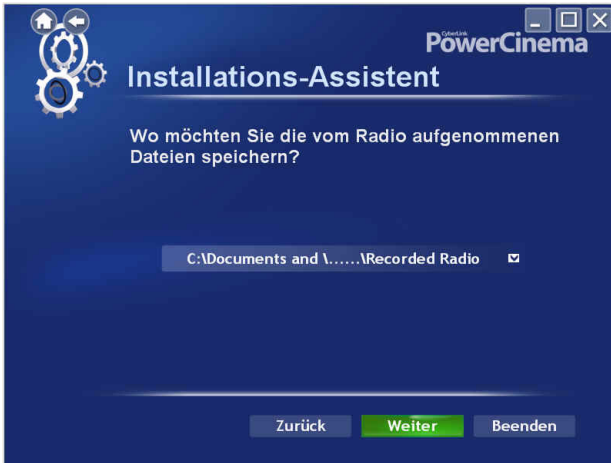 CyberLink
PowerCinema
Installations-Assistent
Wo möchten Sie die vom Radio aufgenommenen
Dateien speichern?
C:\Documents and \......\Recorded Radio
Zurück
Weiter
Beenden